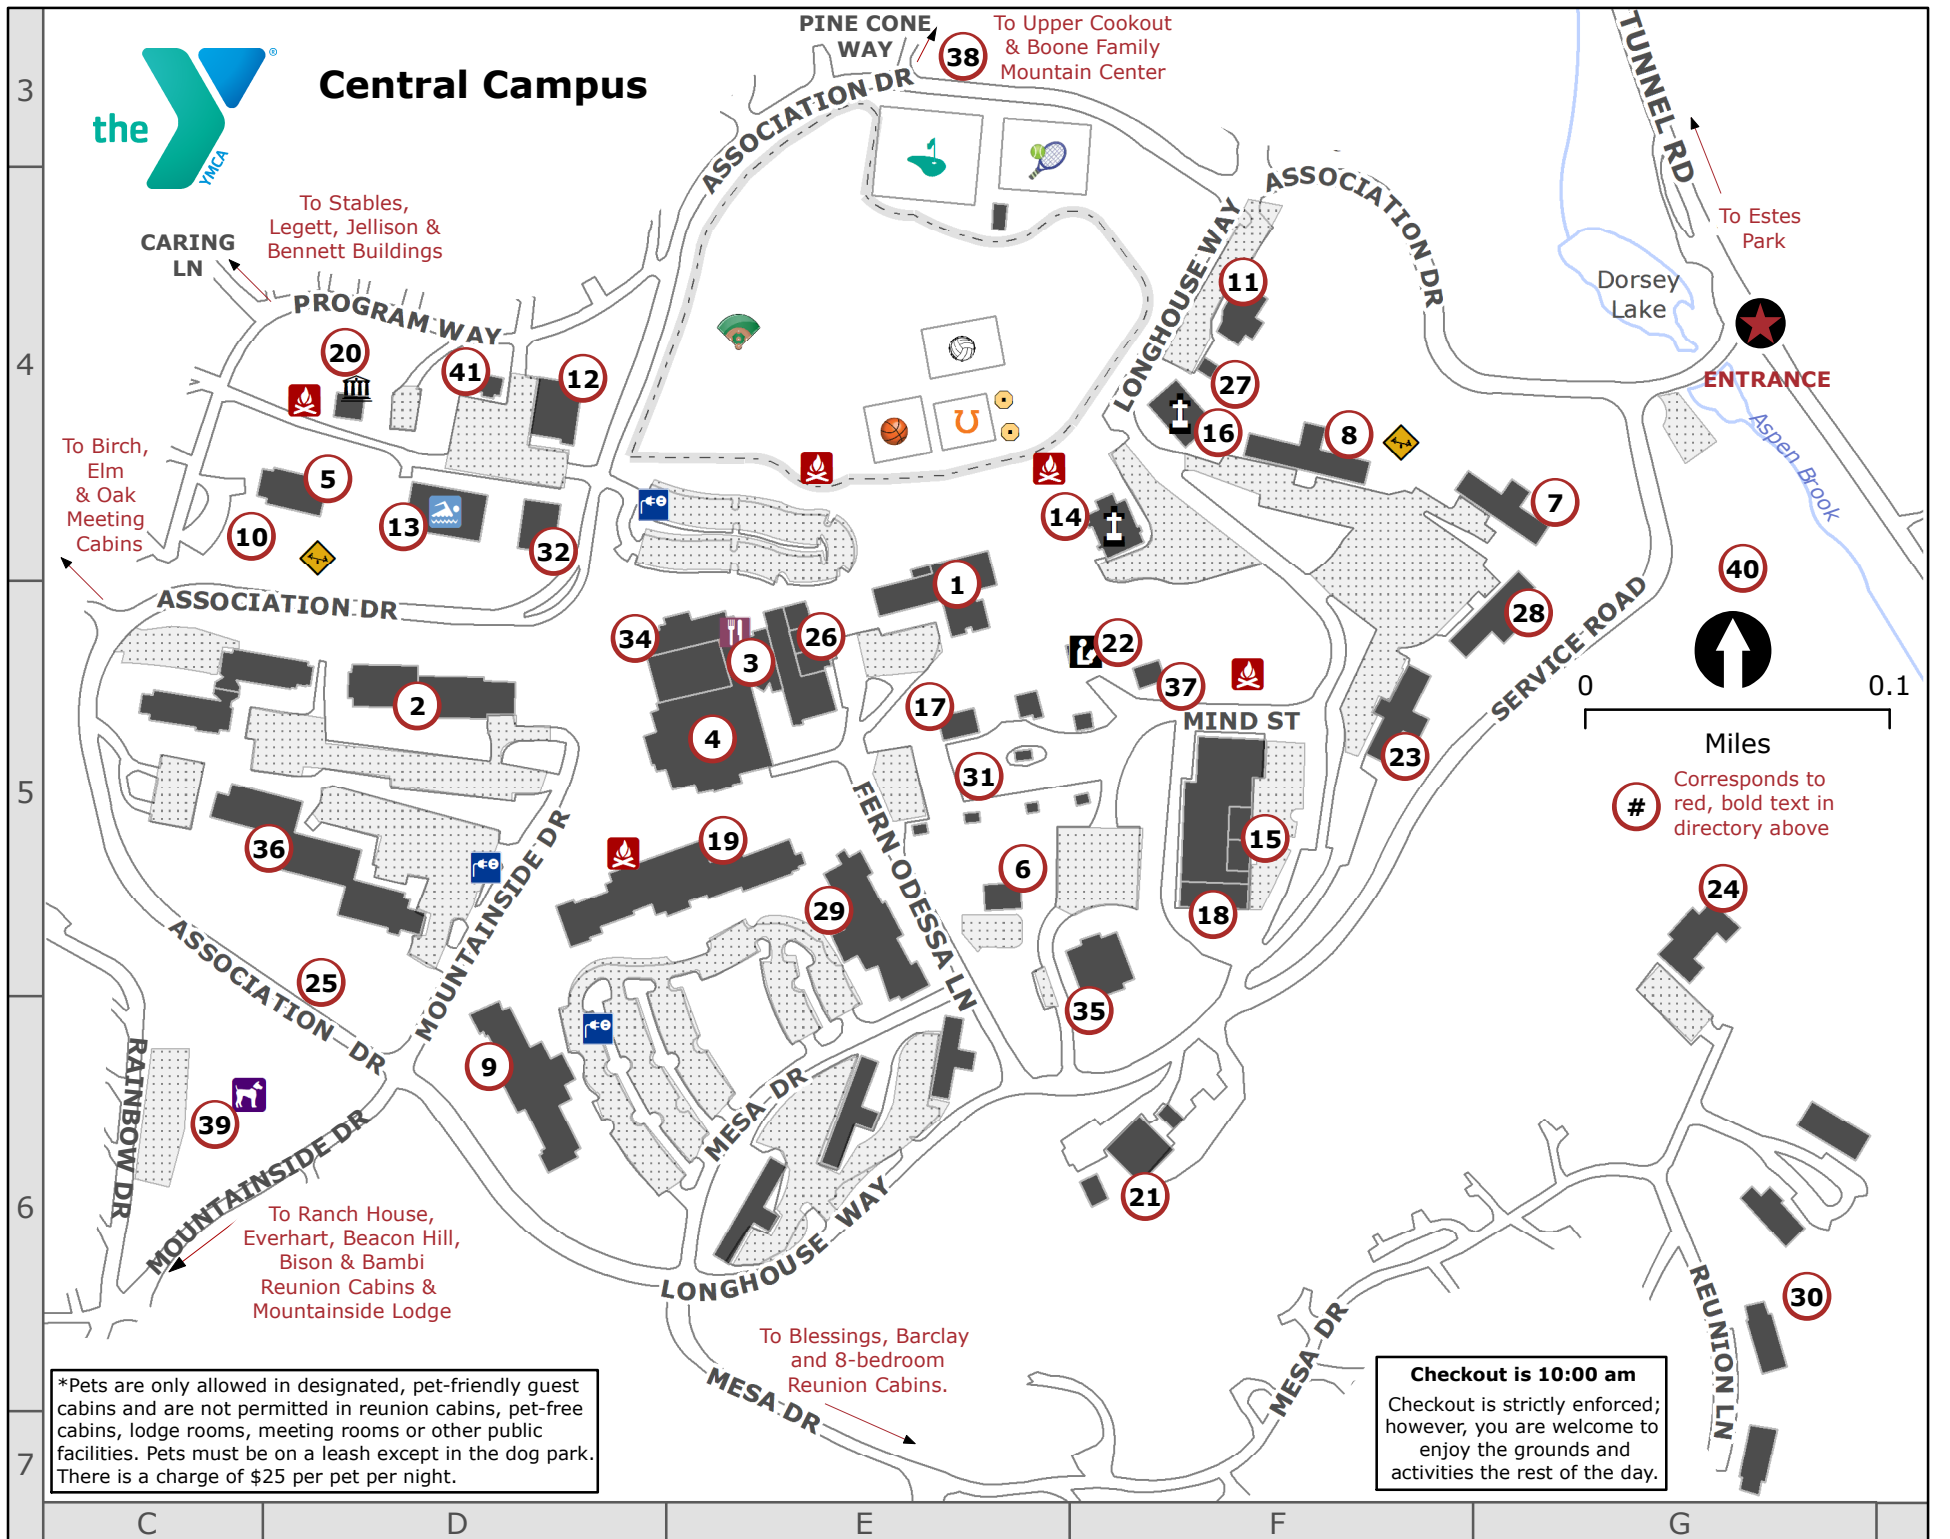 the
YMCA
®
Central Campus
PINE CONE
WAY
38
To Upper Cookout
& Boone Family
Mountain Center
TUNNEL RD
3
ASSOCIATION DR
ASSOCIATION DR
To Stables,
Legett, Jellison &
Bennett Buildings
CARING
LN
PROGRAM WAY
LONGHOUSE WAY
To Estes
Park
Dorsey
Lake
ENTRANCE
Aspen Brook
11
20
41
12
4
27
16
8
To Birch,
Elm
& Oak
Meeting
Cabins
5
10
13
32
14
7
40
1
ASSOCIATION DR
34
3
26
22
28
SERVICE ROAD
0
0.1
Miles
2
4
17
37
MIND ST
23
31
5
#
Corresponds to
red, bold text in
directory above
36
MOUNTAINSIDE DR
19
FERN ODESSA LN
6
15
24
29
18
ASSOCIATION DR
25
35
9
RAINBOW DR
39
MESA DR
MOUNTAINSIDE DR
21
6
LONGHOUSE WAY
To Ranch House,
Everhart, Beacon Hill,
Bison & Bambi
Reunion Cabins &
Mountainside Lodge
REUNION LN
30
MESA DR
To Blessings, Barclay
and 8-bedroom
Reunion Cabins.
MESA DR
*Pets are only allowed in designated, pet-friendly guest
cabins and are not permitted in reunion cabins, pet-free
cabins, lodge rooms, meeting rooms or other public
facilities. Pets must be on a leash except in the dog park.
There is a charge of $25 per pet per night.
Checkout is 10:00 am
Checkout is strictly enforced;
however, you are welcome to
enjoy the grounds and
activities the rest of the day.
7
C
D
E
F
G